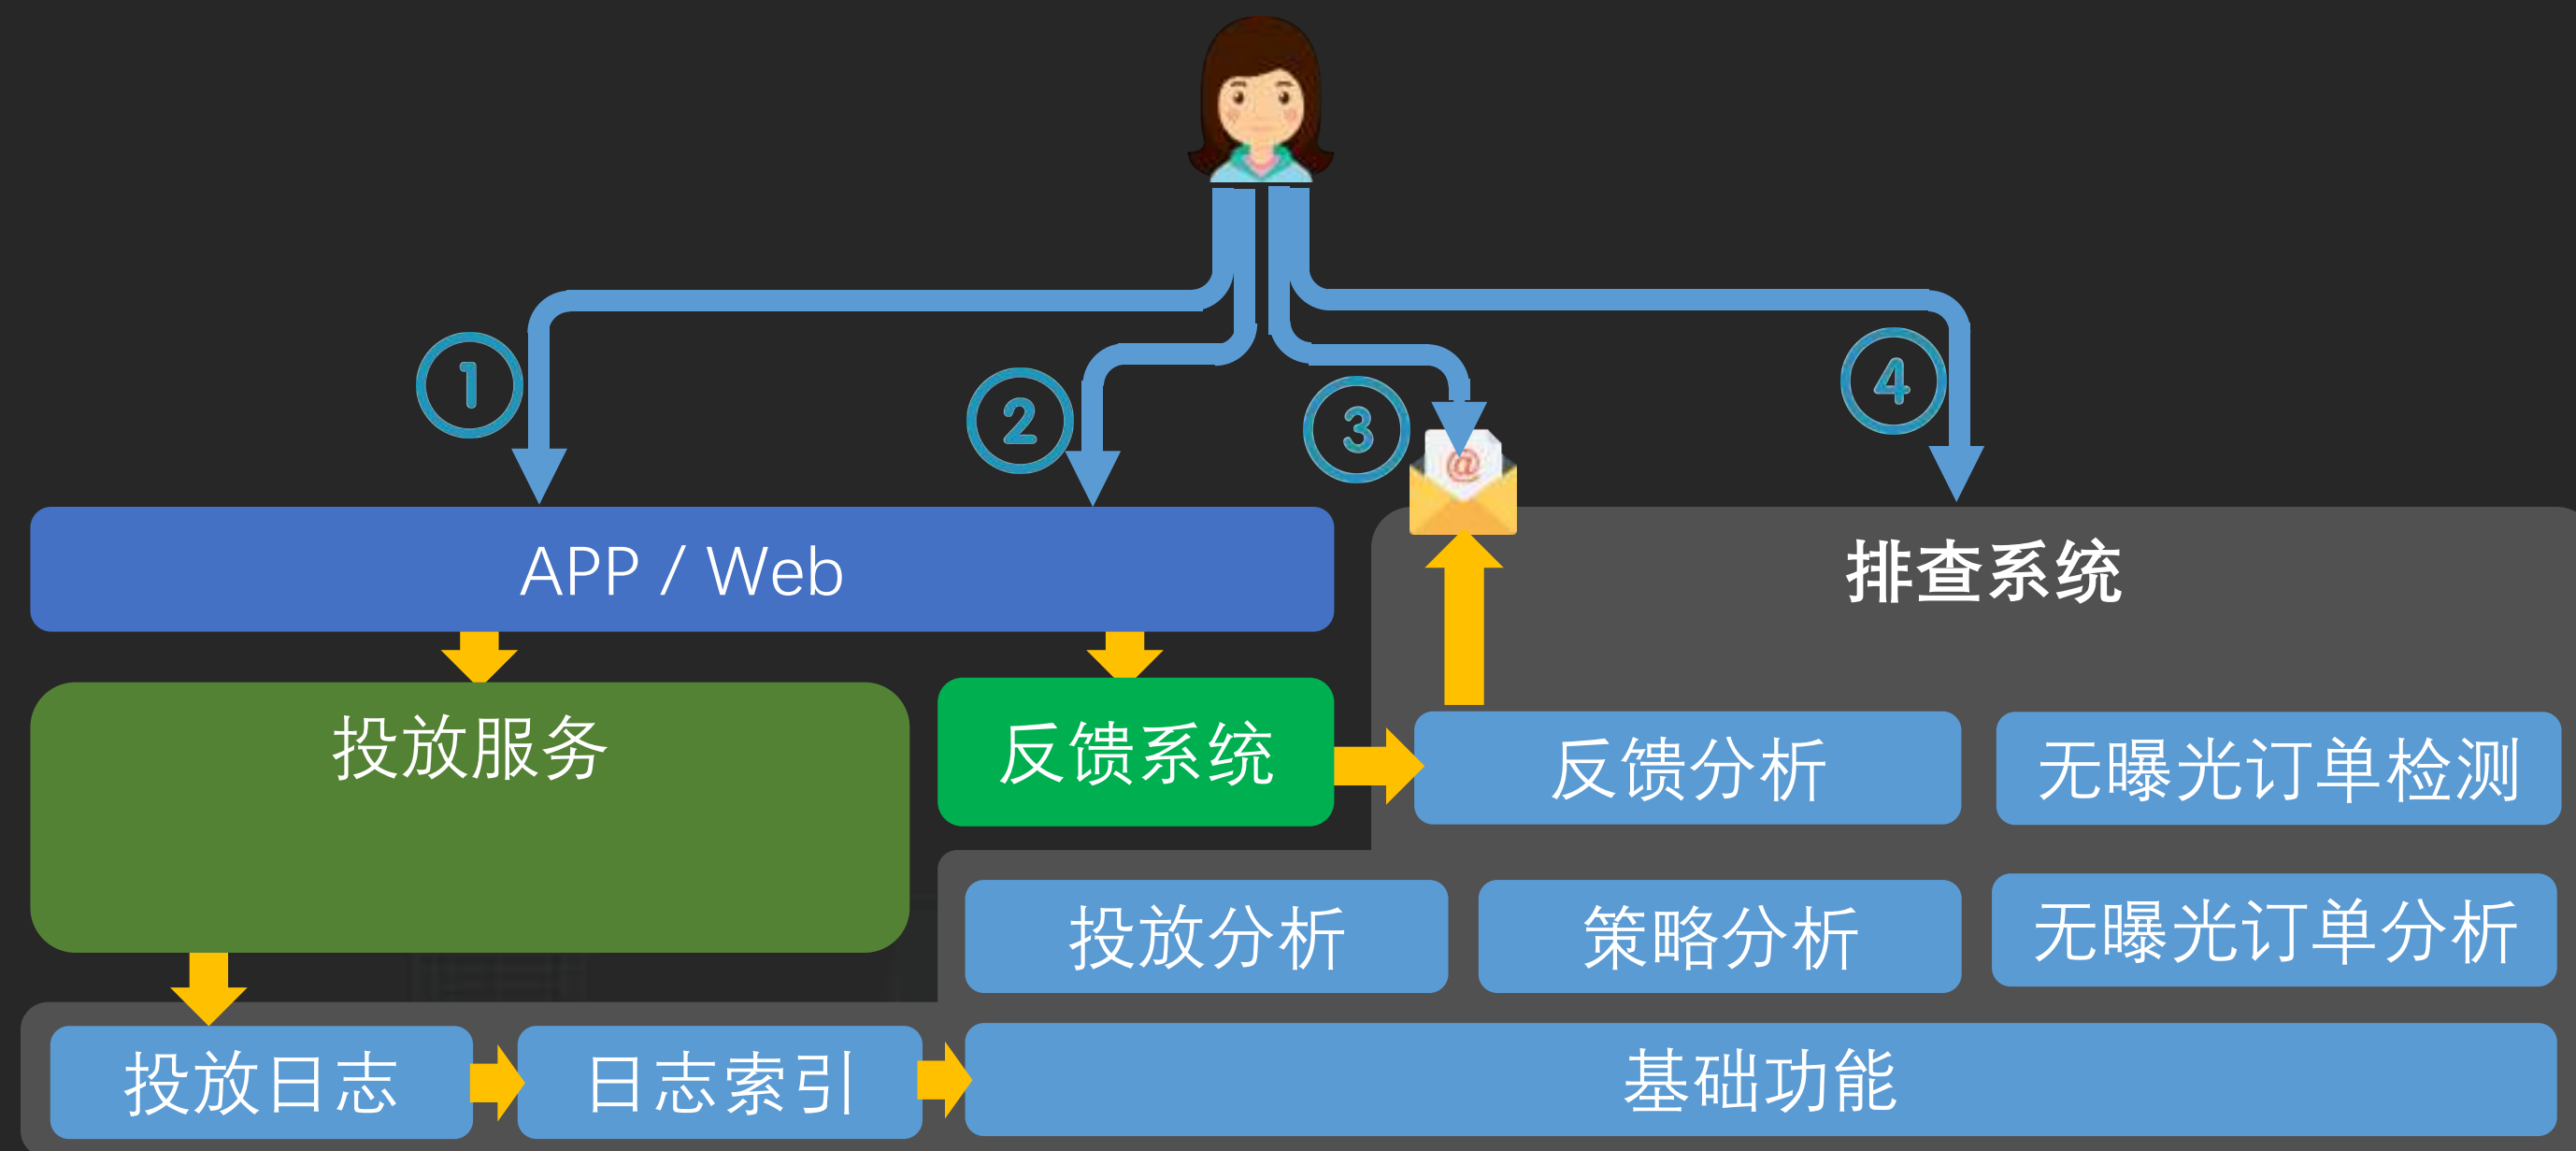 ①
②
③
④
@
APP / Web
排查系统
投放服务
反馈系统
反馈分析
无曝光订单检测
投放分析
策略分析
无曝光订单分析
投放日志
日志索引
基础功能